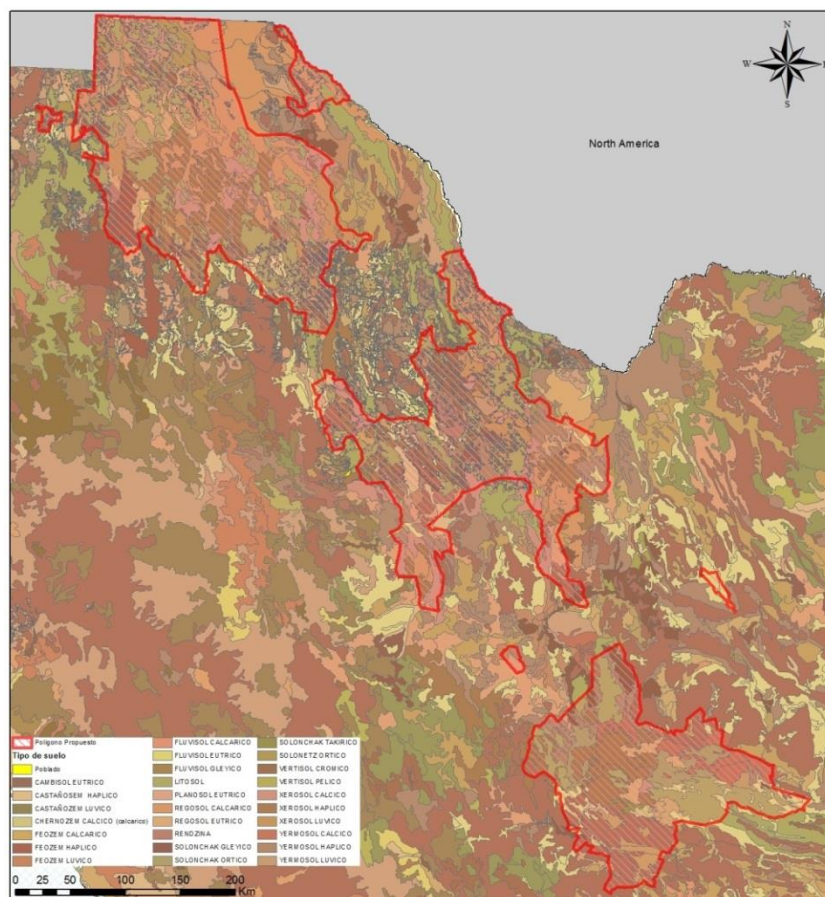 N
W E
S
North America
Poligono Propuesto
Tipo de suelo
Poblado
CAMBISOL EUTRICO
CASTAÑOSEM HAPLICO
CASTAÑOZEM LUVICO
CHERNOZEM CALCICO (calcarico)
FEOZEM CALCARICO
FEOZEM HAPLICO
FEOZEM LUVICO
FLUVISOL CALCARICO
FLUVISOL EUTRICO
FLUVISOL GLEYICO
LITOSOL
PLANOSOL EUTRICO
REGOSOL CALCARICO
REGOSOL EUTRICO
RENDZINA
SOLONCHAK GLEYICO
SOLONCHAK ORTICO
SOLONCHAK TAKIRICO
SOLONETZ ORTICO
VERTISOL CROMICO
VERTISOL PELICO
XEROSOL CALCICO
XEROSOL HAPLICO
XEROSOL LUVICO
YERMOSOL CALCICO
YERMOSOL HAPLICO
YERMOSOL LUVICO
0 25 50 100 150 200
Km